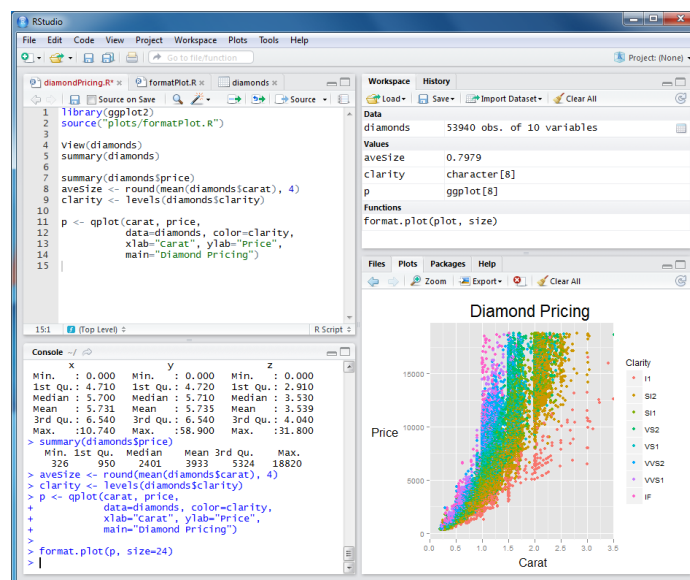 RStudio
File Edit Code View Project Workspace Plots Tools Help
Go to file/function
Project: (None)
diamondPricing.R* × formatPlot.R × diamonds ×
Source on Save Source
1 library(ggplot2)
2 source("plots/formatPlot.R")
3
4 View(diamonds)
5 summary(diamonds)
6
7 summary(diamonds$price)
8 aveSize <- round(mean(diamonds$carat), 4)
9 clarity <- levels(diamonds$clarity)
10
11 p <- qplot(carat, price,
12 data=diamonds, color=clarity,
13 xlab="Carat", ylab="Price",
14 main="Diamond Pricing")
15
15:1 (Top Level) R Script
Console ~/
x y z
Min. : 0.000 Min. : 0.000 Min. : 0.000
1st Qu.: 4.710 1st Qu.: 4.720 1st Qu.: 2.910
Median : 5.700 Median : 5.710 Median : 3.530
Mean : 5.731 Mean : 5.735 Mean : 3.539
3rd Qu.: 6.540 3rd Qu.: 6.540 3rd Qu.: 4.040
Max. :10.740 Max. :58.900 Max. :31.800
> summary(diamonds$price)
Min. 1st Qu. Median Mean 3rd Qu. Max.
326 950 2401 3933 5324 18820
> aveSize <- round(mean(diamonds$carat), 4)
> clarity <- levels(diamonds$clarity)
> p <- qplot(carat, price,
+ data=diamonds, color=clarity,
+ xlab="Carat", ylab="Price",
+ main="Diamond Pricing")
>
> format.plot(p, size=24)
>
Workspace History
Load Save Import Dataset Clear All
Data
diamonds 53940 obs. of 10 variables
Values
aveSize 0.7979
clarity character[8]
p ggplot[8]
Functions
format.plot(plot, size)
Files Plots Packages Help
Zoom Export Clear All
Diamond Pricing
Price
15000
10000
5000
0
0.0 0.5 1.0 1.5 2.0 2.5 3.0 3.5
Carat
Clarity
I1
SI2
SI1
VS2
VS1
VVS2
VVS1
IF